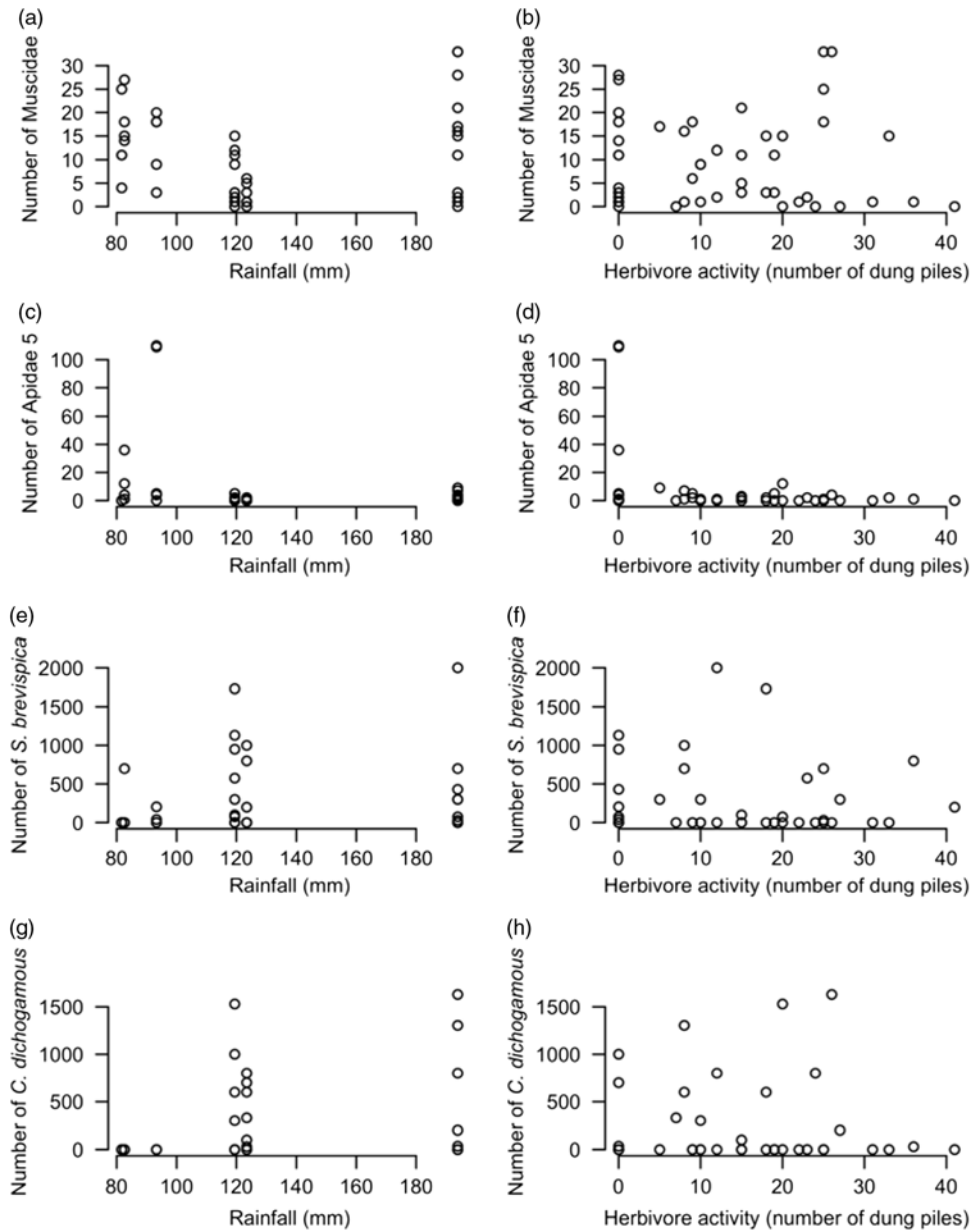 (a)
Number of Muscidae
30
25
20
15
10
5
0
80 100 120 140 160 180
Rainfall (mm)
(b)
Number of Muscidae
30
25
20
15
10
5
0
0 10 20 30 40
Herbivore activity (number of dung piles)
(c)
Number of Apidae 5
100
80
60
40
20
0
80 100 120 140 160 180
Rainfall (mm)
(d)
Number of Apidae 5
100
80
60
40
20
0
0 10 20 30 40
Herbivore activity (number of dung piles)
(e)
Number of S. brevispica
2000
1500
1000
500
0
80 100 120 140 160 180
Rainfall (mm)
(f)
Number of S. brevispica
2000
1500
1000
500
0
0 10 20 30 40
Herbivore activity (number of dung piles)
(g)
Number of C. dichogamous
1500
1000
500
0
80 100 120 140 160 180
Rainfall (mm)
(h)
Number of C. dichogamous
1500
1000
500
0
0 10 20 30 40
Herbivore activity (number of dung piles)